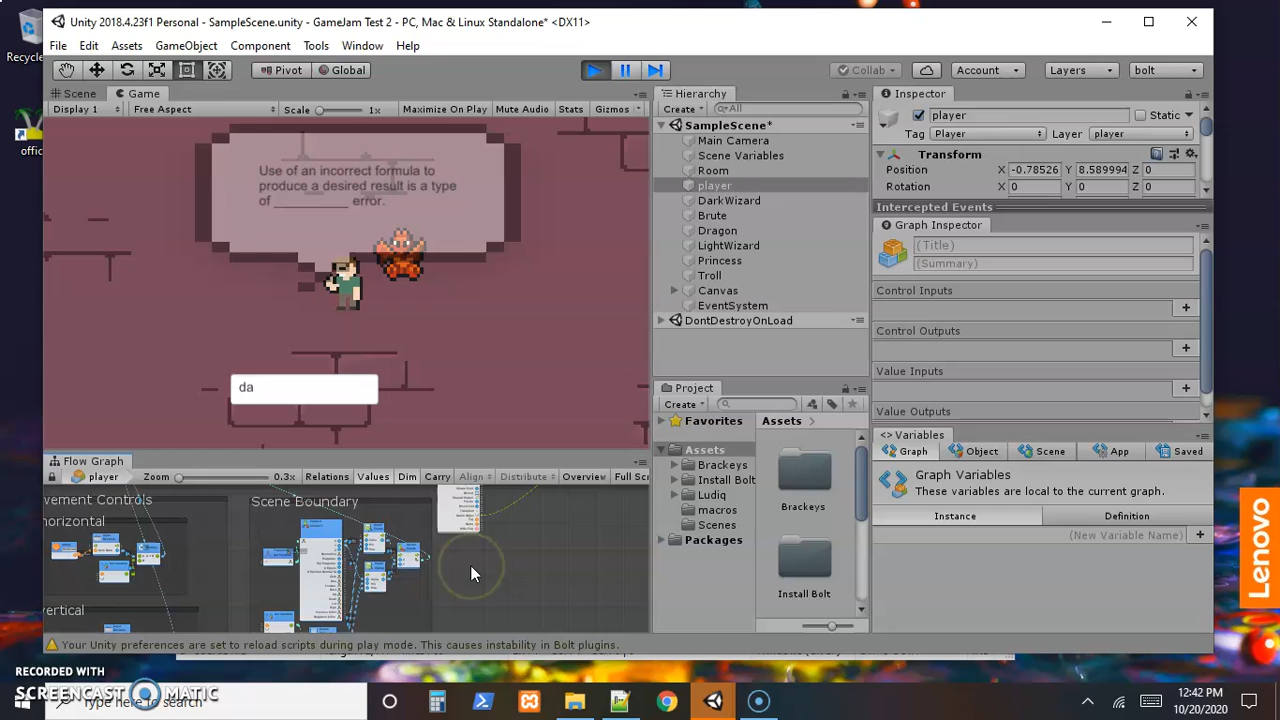 Unity 2018.4.23f1 Personal - SampleScene.unity - GameJam Test 2 - PC, Mac & Linux Standalone* <DX11>
File Edit Assets GameObject Component Tools Window Help
Pivot Global Collab Account Layers bolt
Scene Game
Display 1 Free Aspect Scale 1x Maximize On Play Mute Audio Stats Gizmos
Use of an incorrect formula to
produce a desired result is a type
of ___________ error.
da
Hierarchy
Create All
SampleScene*
Main Camera
Scene Variables
Room
player
DarkWizard
Brute
Dragon
LightWizard
Princess
Troll
Canvas
EventSystem
DontDestroyOnLoad
Inspector
player Static
Tag Player Layer player
Transform
Position X -0.78526 Y 8.589994 Z 0
Rotation X 0 Y 0 Z 0
Intercepted Events
Graph Inspector
(Title)
(Summary)
Control Inputs
Control Outputs
Value Inputs
Value Outputs
Project
Create
Favorites
Assets
Brackeys
Install Bolt
Ludiq
macros
Scenes
Packages
Assets
Brackeys
Install Bolt
<> Variables
Graph Object Scene App Saved
Graph Variables
These variables are local to the current graph.
Instance Definition
(New Variable Name)
Flow Graph
player Zoom 0.3x Relations Values Dim Carry Align Distribute Overview Full Scr
vement Controls
horizontal
vertical
Scene Boundary
Your Unity preferences are set to reload scripts during play mode. This causes instability in Bolt plugins.
Recycle
offic
Lenovo
RECORDED WITH
SCREENCAST MATIC
Type here to search
12:42 PM
10/20/2020